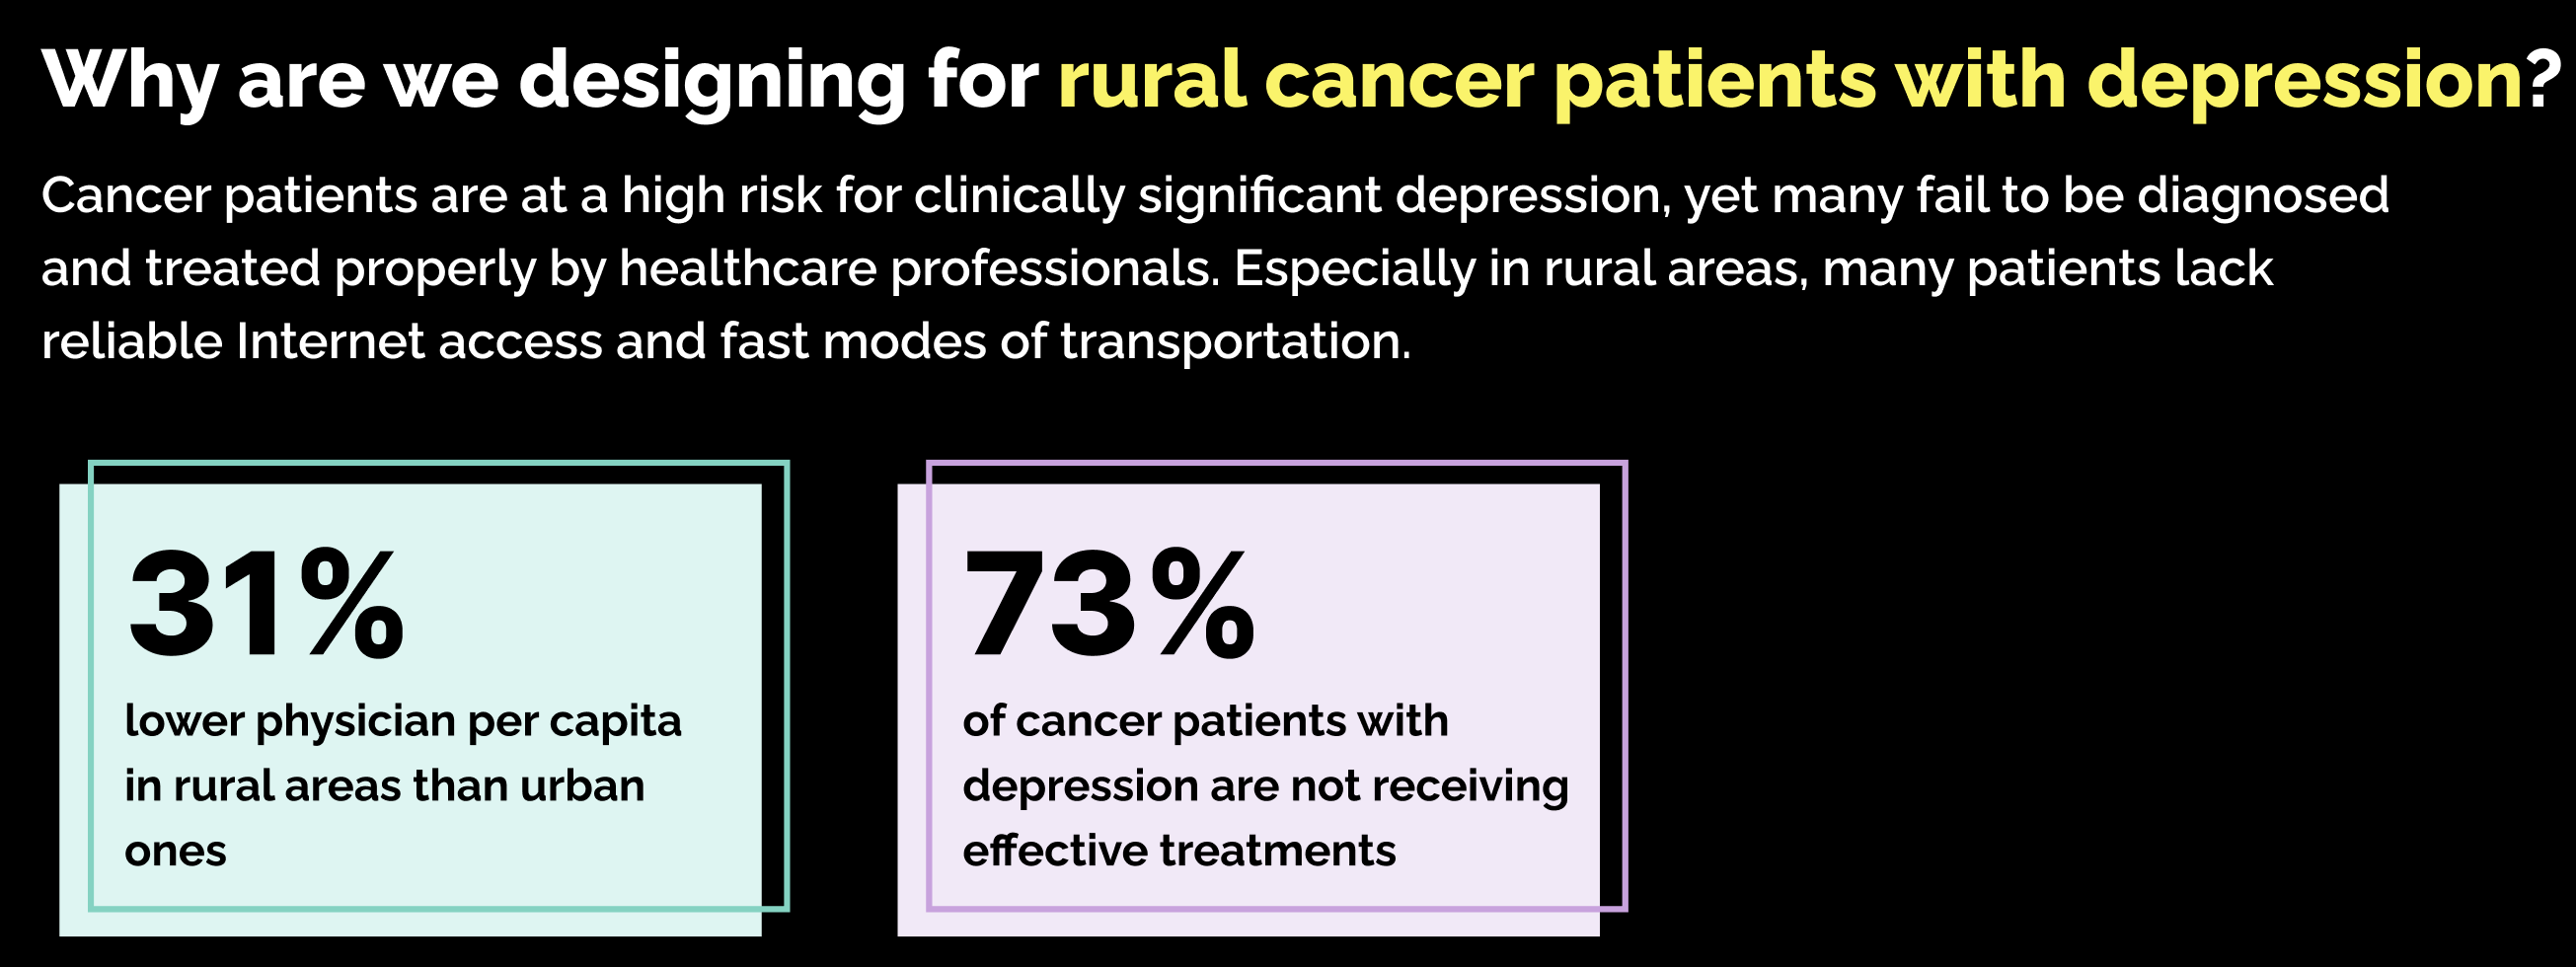 Why are we designing for rural cancer patients with depression?
Cancer patients are at a high risk for clinically significant depression, yet many fail to be diagnosed
and treated properly by healthcare professionals. Especially in rural areas, many patients lack
reliable Internet access and fast modes of transportation.
31%
lower physician per capita
in rural areas than urban
ones
73%
of cancer patients with
depression are not receiving
effective treatments